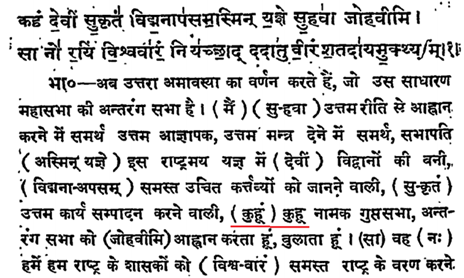 कहं देवीं सुकृतं विद्मनापसमस्मिन् यज्ञे सुहवा जोहवीमि।
सा नो रयिं विश्ववारं नि यच्छाद् ददातु वीरं शतदायमुक्थ्यम्।१।
भा०—अब उत्तरा अमावस्या का वर्णन करते हैं, जो उस साधारण
महासभा की अन्तरंग सभा है। (मैं) (सु-हवा) उत्तम रीति से आह्वान
करने में समर्थ उत्तम आज्ञापक, उत्तम मन्त्र देने में समर्थ, सभापति
(अस्मिन् यज्ञे) इस राष्ट्रमय यज्ञ में (देवीं) विद्वानों की बनी,
(विद्मना-अपसम्) समस्त उचित कर्त्तव्यों को जानने वाली, (सु-कृतं)
उत्तम कार्य सम्पादन करने वाली, (कुहूं) कुहू नामक गुप्तसभा, अन्त-
रंग सभा को (जोहवीमि) आह्वान करता हूं, बुलाता हूं। (सा) वह (नः)
हमें हम राष्ट्र के शासकों को (विश्व-वारं) समस्त राष्ट्र के वरण करने